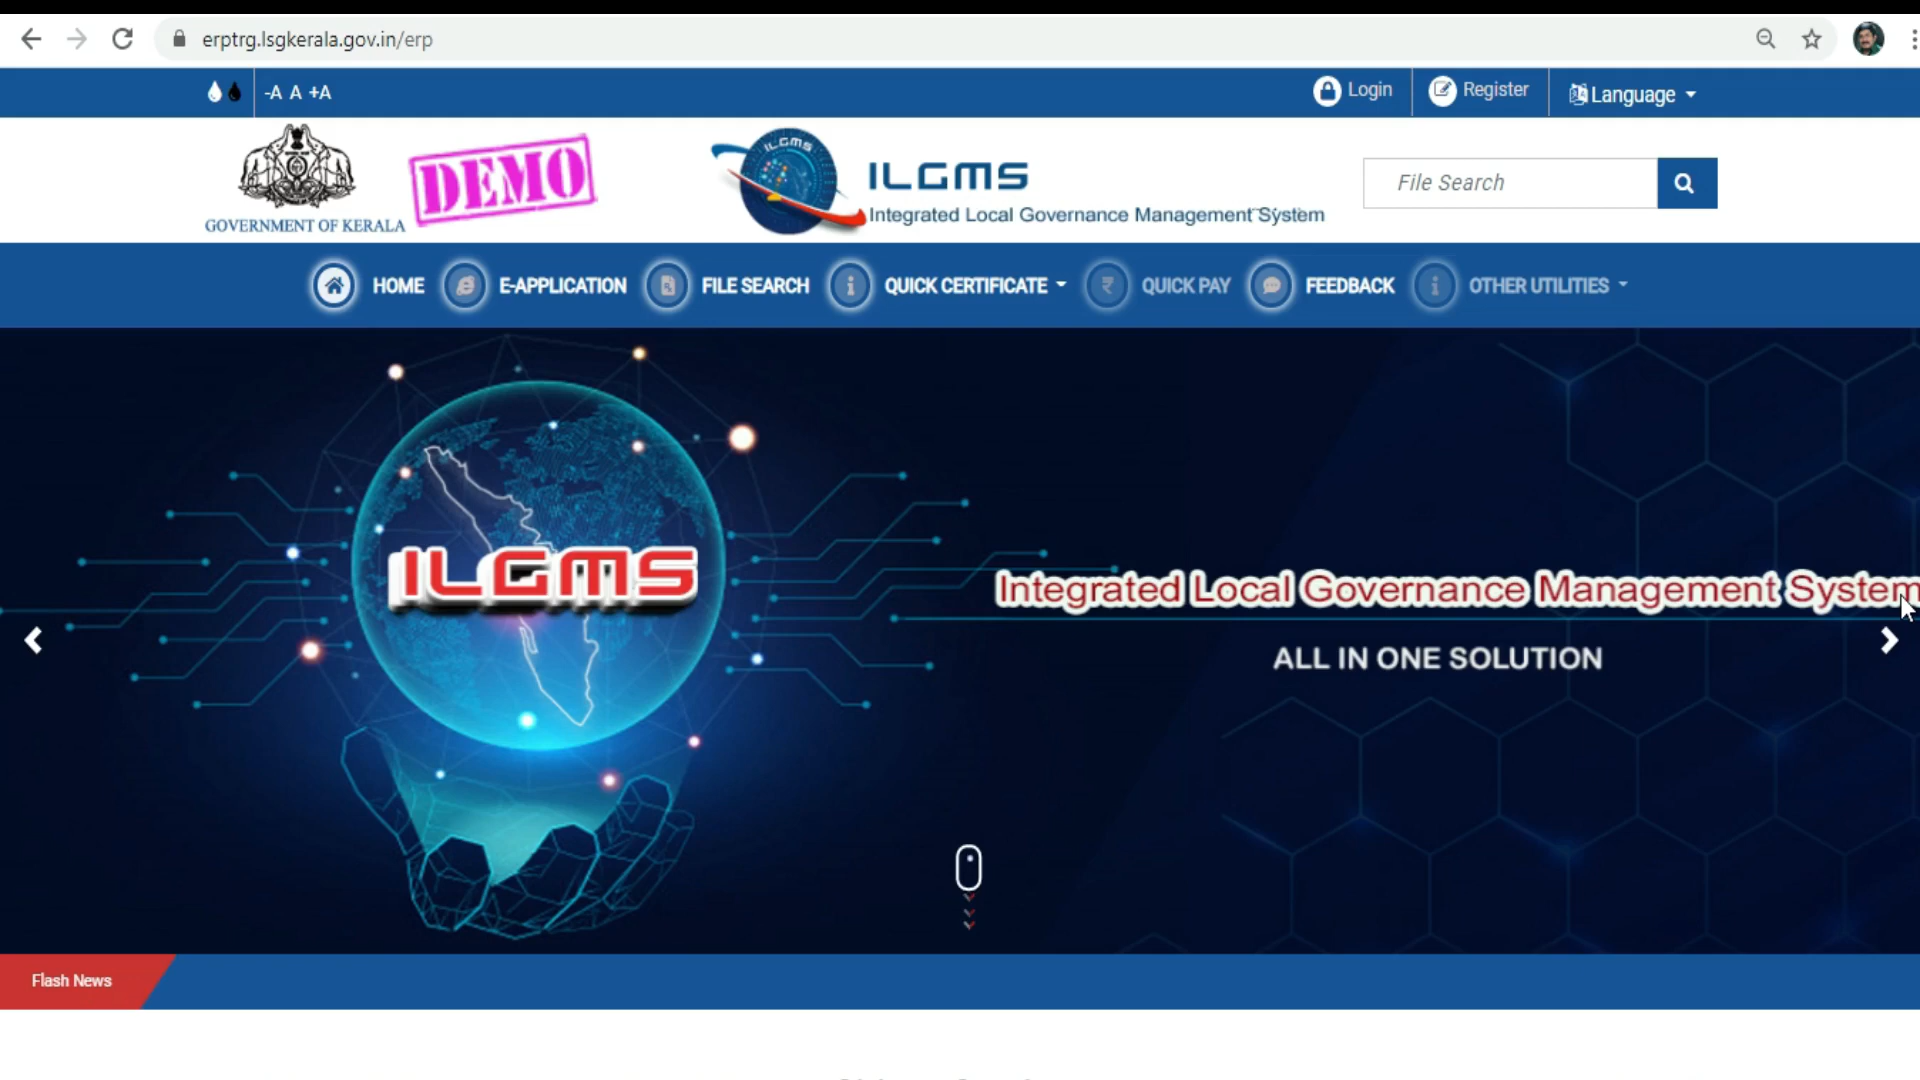 erptrg.lsgkerala.gov.in/erp
-A A +A
Login
Register
Language
GOVERNMENT OF KERALA
DEMO
ILGMS
ILGMS
Integrated Local Governance Management System
File Search
HOME
E-APPLICATION
FILE SEARCH
QUICK CERTIFICATE
QUICK PAY
FEEDBACK
OTHER UTILITIES
ILGMS
Integrated Local Governance Management System
ALL IN ONE SOLUTION
Flash News